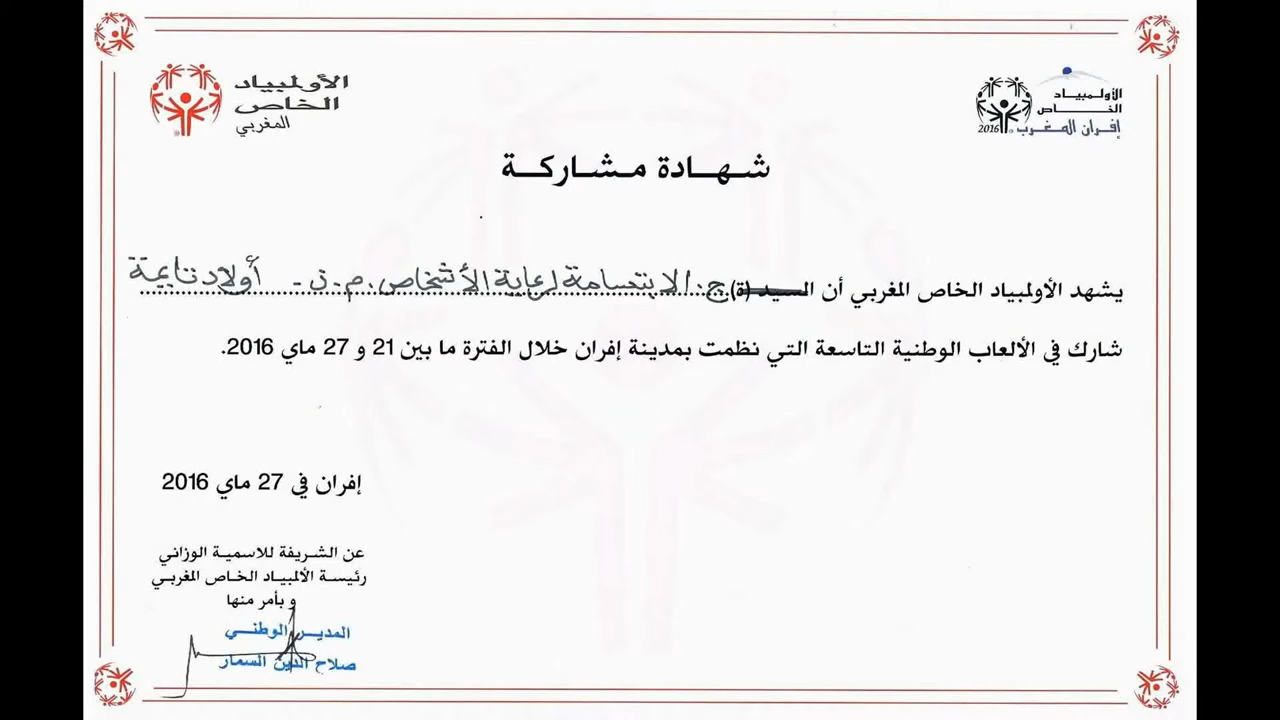 الأولمبياد
الخاص
المغربي
الأولمبياد
الخاص
إفران المغرب
2016
شهادة مشاركة
يشهد الأولمبياد الخاص المغربي أن السيد (ة) ج. الابتسامة لرعاية الأشخاص. م. ن - أولاد تايمة
شارك في الألعاب الوطنية التاسعة التي نظمت بمدينة إفران خلال الفترة ما بين 21 و 27 ماي 2016.
إفران في 27 ماي 2016
عن الشريفة للاسمية الوزاني
رئيسة الألمبياد الخاص المغربي
و بأمر منها
المدير الوطني
صلاح الدين السمار